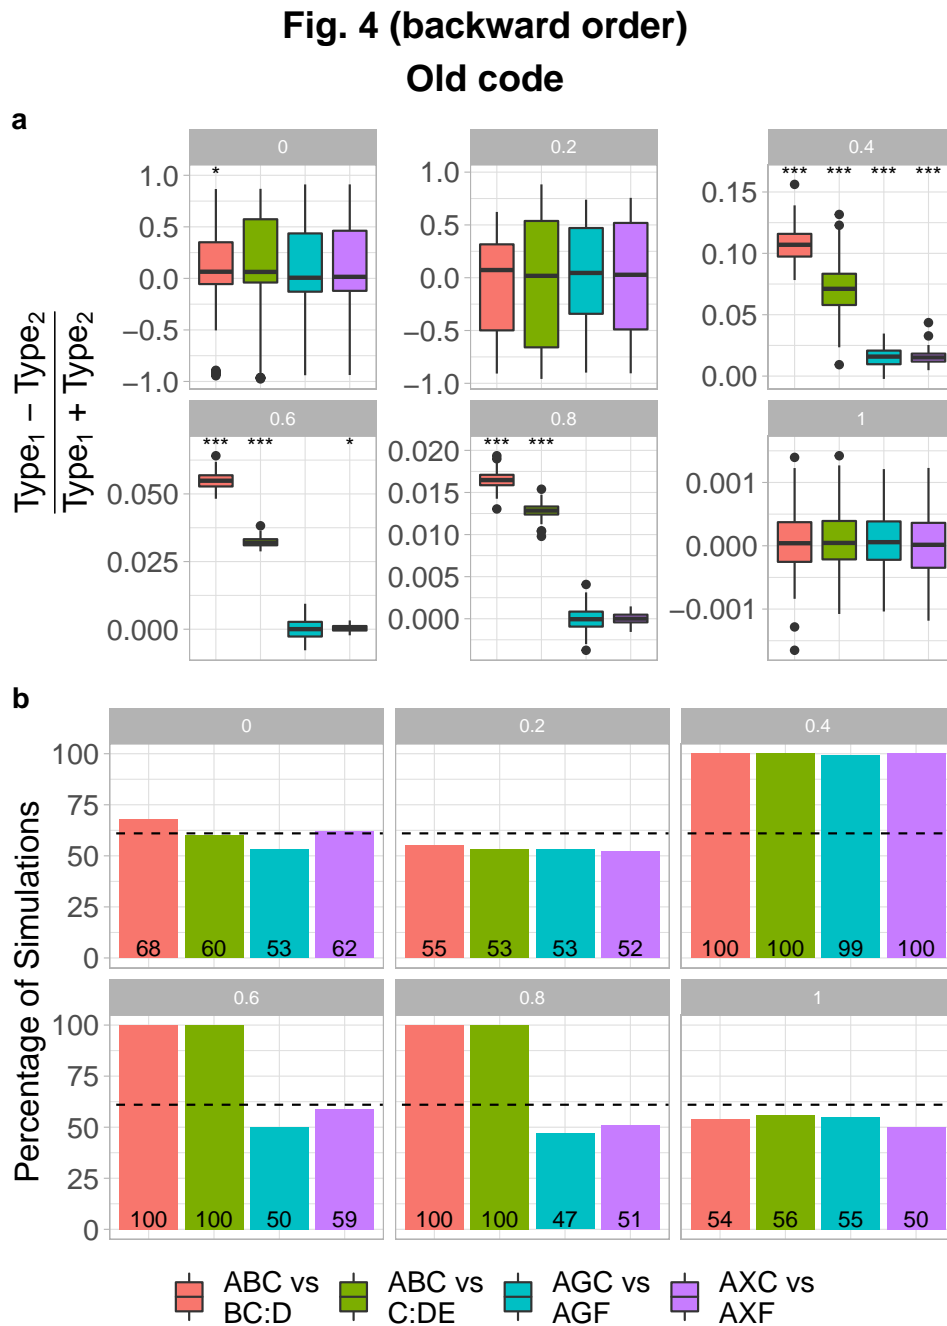 Fig. 4 (backward order)
Old code
a
Type1 − Type2
Type1 + Type2
0
0.2
0.4
*
*** *** *** ***
1.0
0.5
0.0
−0.5
−1.0
1.0
0.5
0.0
−0.5
−1.0
0.15
0.10
0.05
0.00
0.6
0.8
1
*** *** *
*** ***
0.050
0.025
0.000
0.020
0.015
0.010
0.005
0.000
0.001
0.000
−0.001
b
Percentage of Simulations
0
0.2
0.4
100
75
50
25
0
68 60 53 62
55 53 53 52
100 100 99 100
0.6
0.8
1
100
75
50
25
0
100 100 50 59
100 100 47 51
54 56 55 50
ABC vs
BC:D
ABC vs
C:DE
AGC vs
AGF
AXC vs
AXF